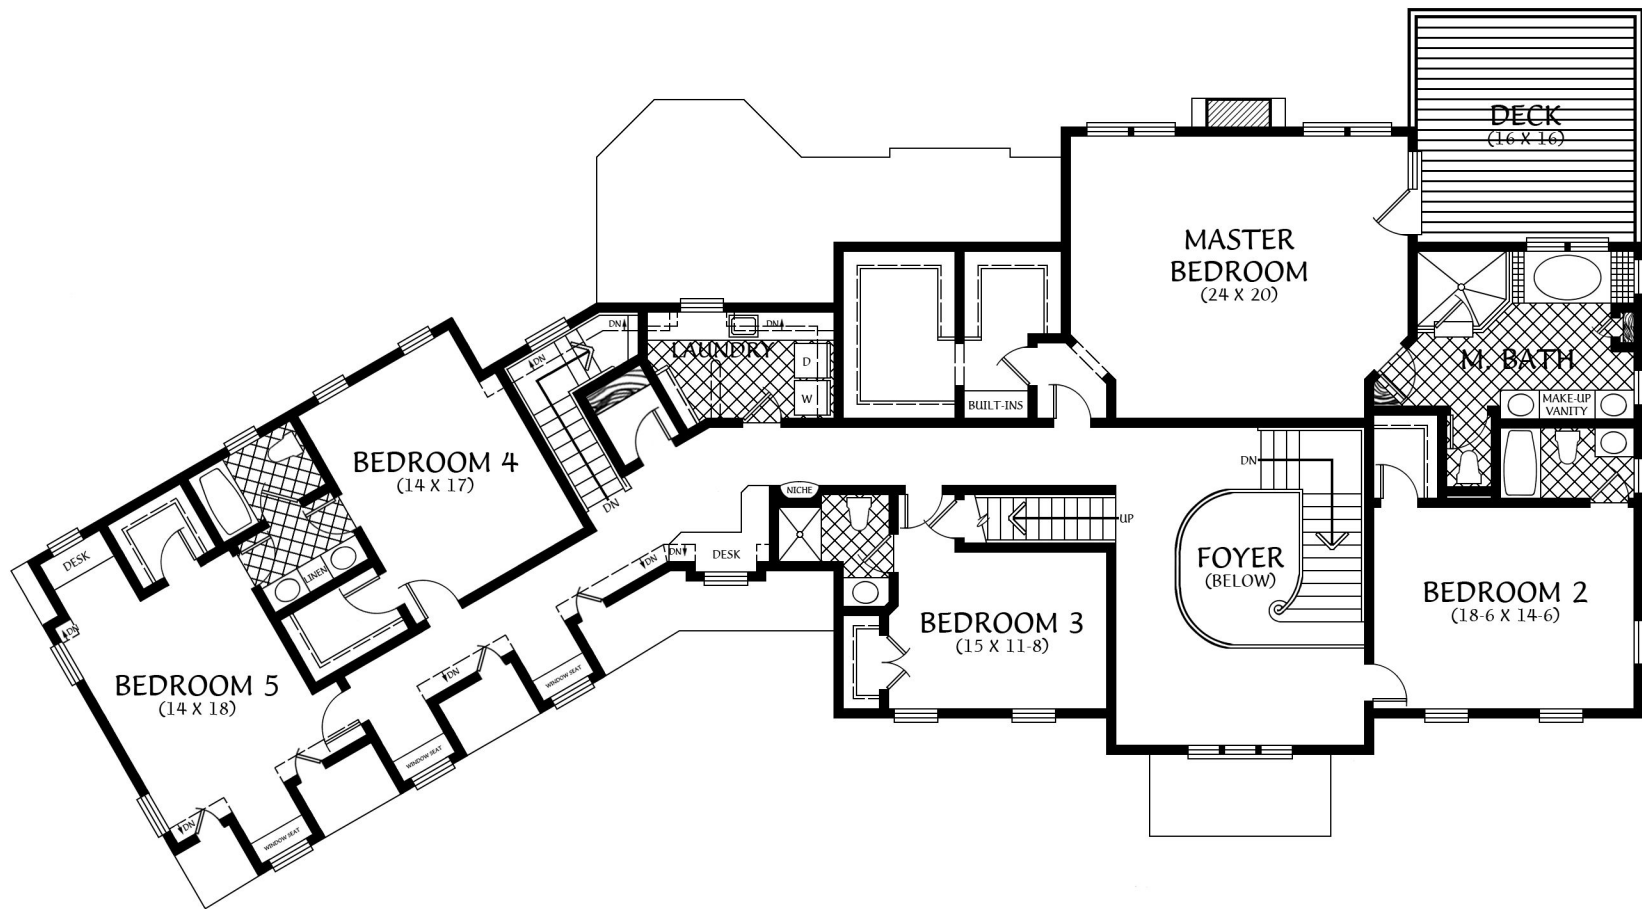 DECK
(16 X 16)
MASTER
BEDROOM
(24 X 20)
DN
DN
DN
LAUNDRY
D
W
BUILT-INS
M. BATH
MAKE-UP
VANITY
BEDROOM 4
(14 X 17)
DN
NICHE
DN
UP
DESK
LINEN
DESK
DN
DN
FOYER
(BELOW)
BEDROOM 2
(18-6 X 14-6)
BEDROOM 3
(15 X 11-8)
DN
DN
WINDOW SEAT
BEDROOM 5
(14 X 18)
WINDOW SEAT
DN
WINDOW SEAT